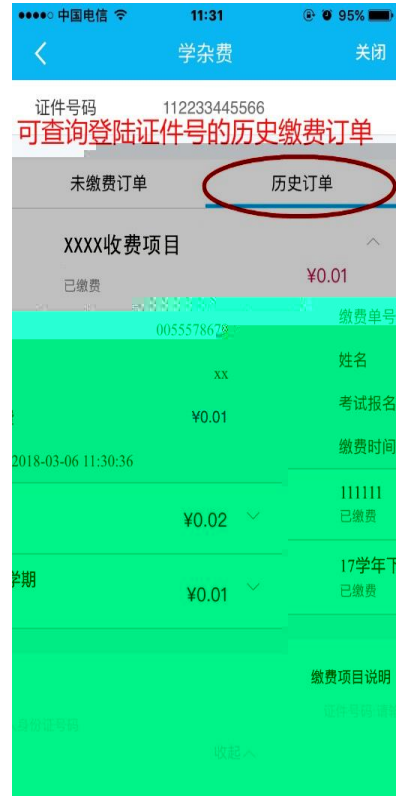 中国电信 11:31 95%
学杂费 关闭
证件号码 112233445566
可查询登陆证件号的历史缴费订单
未缴费订单 历史订单
XXXX收费项目
已缴费 ¥0.01
缴费单号
0055578679
姓名
xx
考试报名
¥0.01
缴费时间
2018-03-06 11:30:36
111111
已缴费
¥0.02
17学年下
学期
已缴费
¥0.01
缴费项目说明
收起